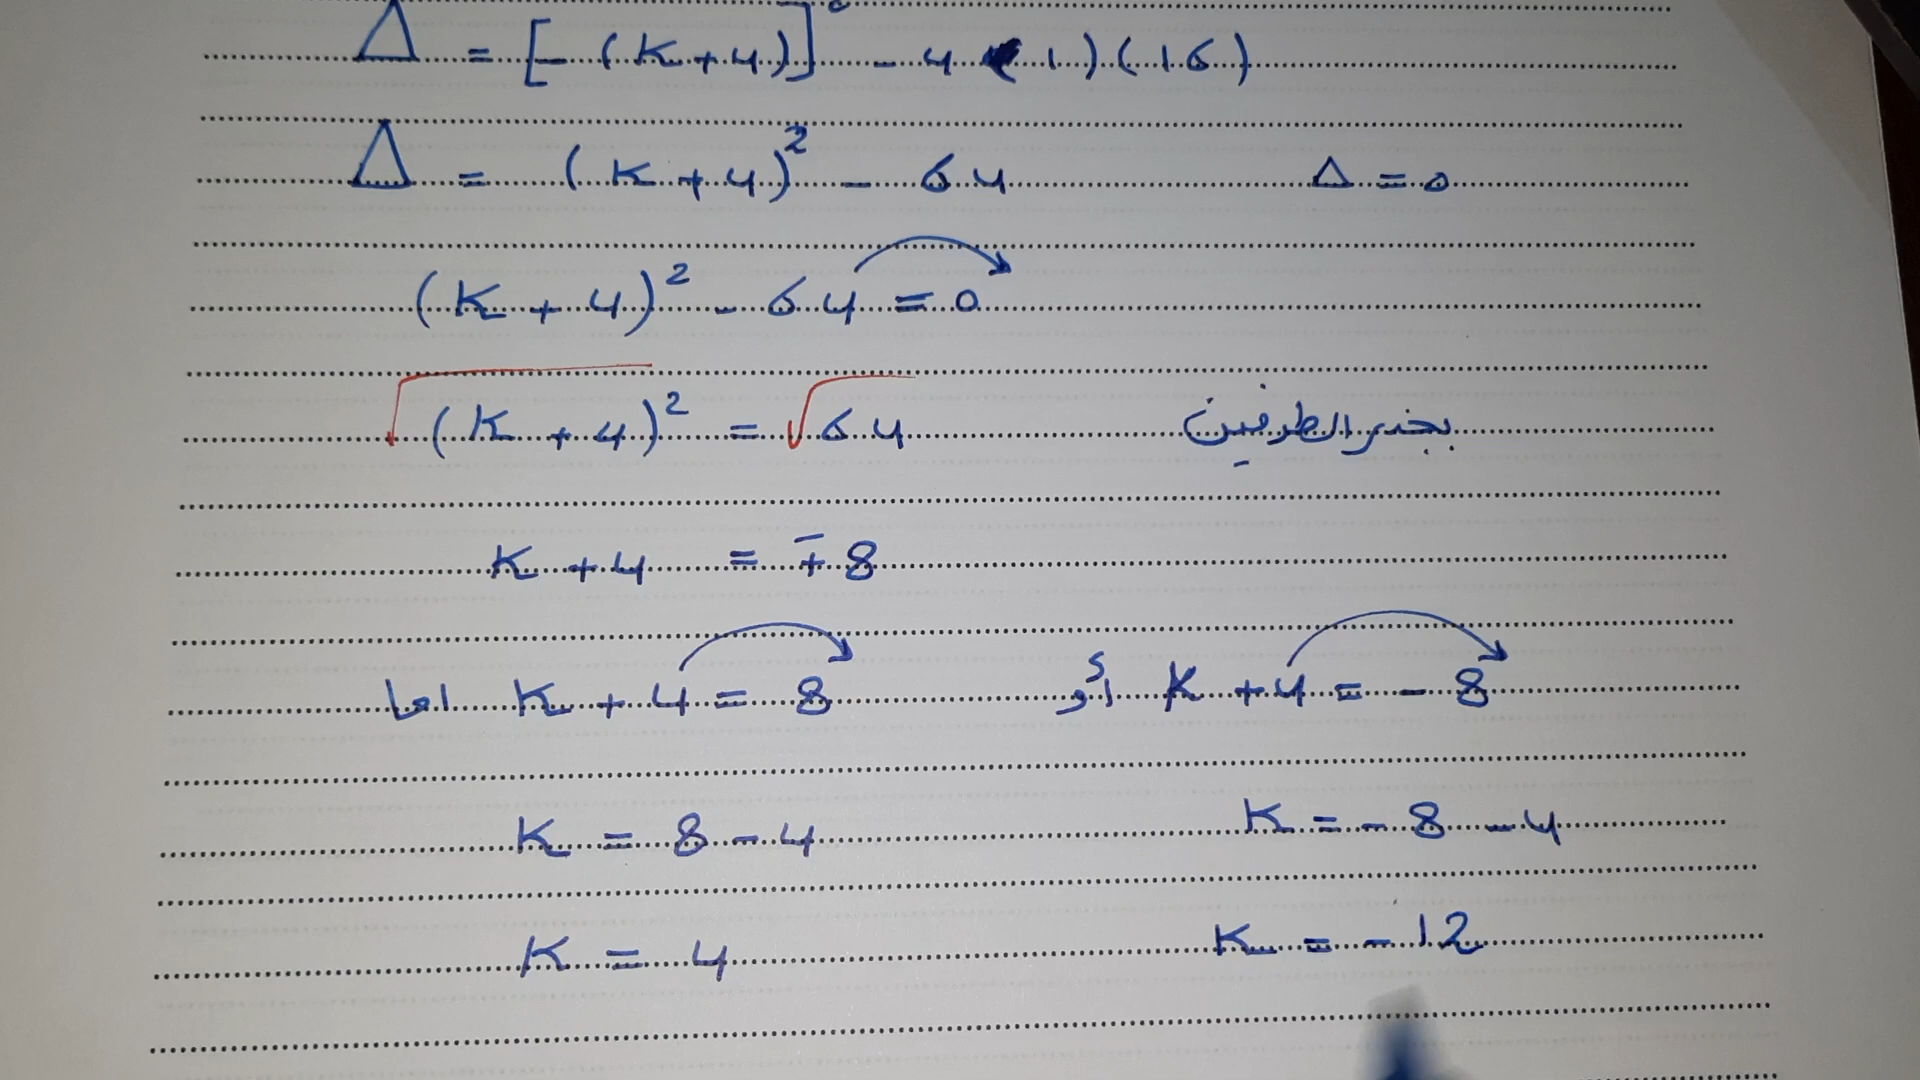 Δ = [-(K+4)]² - 4(1)(16)
Δ = (K+4)² - 64 Δ = 0
(K+4)² - 64 = 0
√(K+4)² = √64 بجذر الطرفين
K+4 = ∓8
اما K+4 = 8 أو K+4 = -8
K = 8-4 K = -8-4
K = 4 K = -12